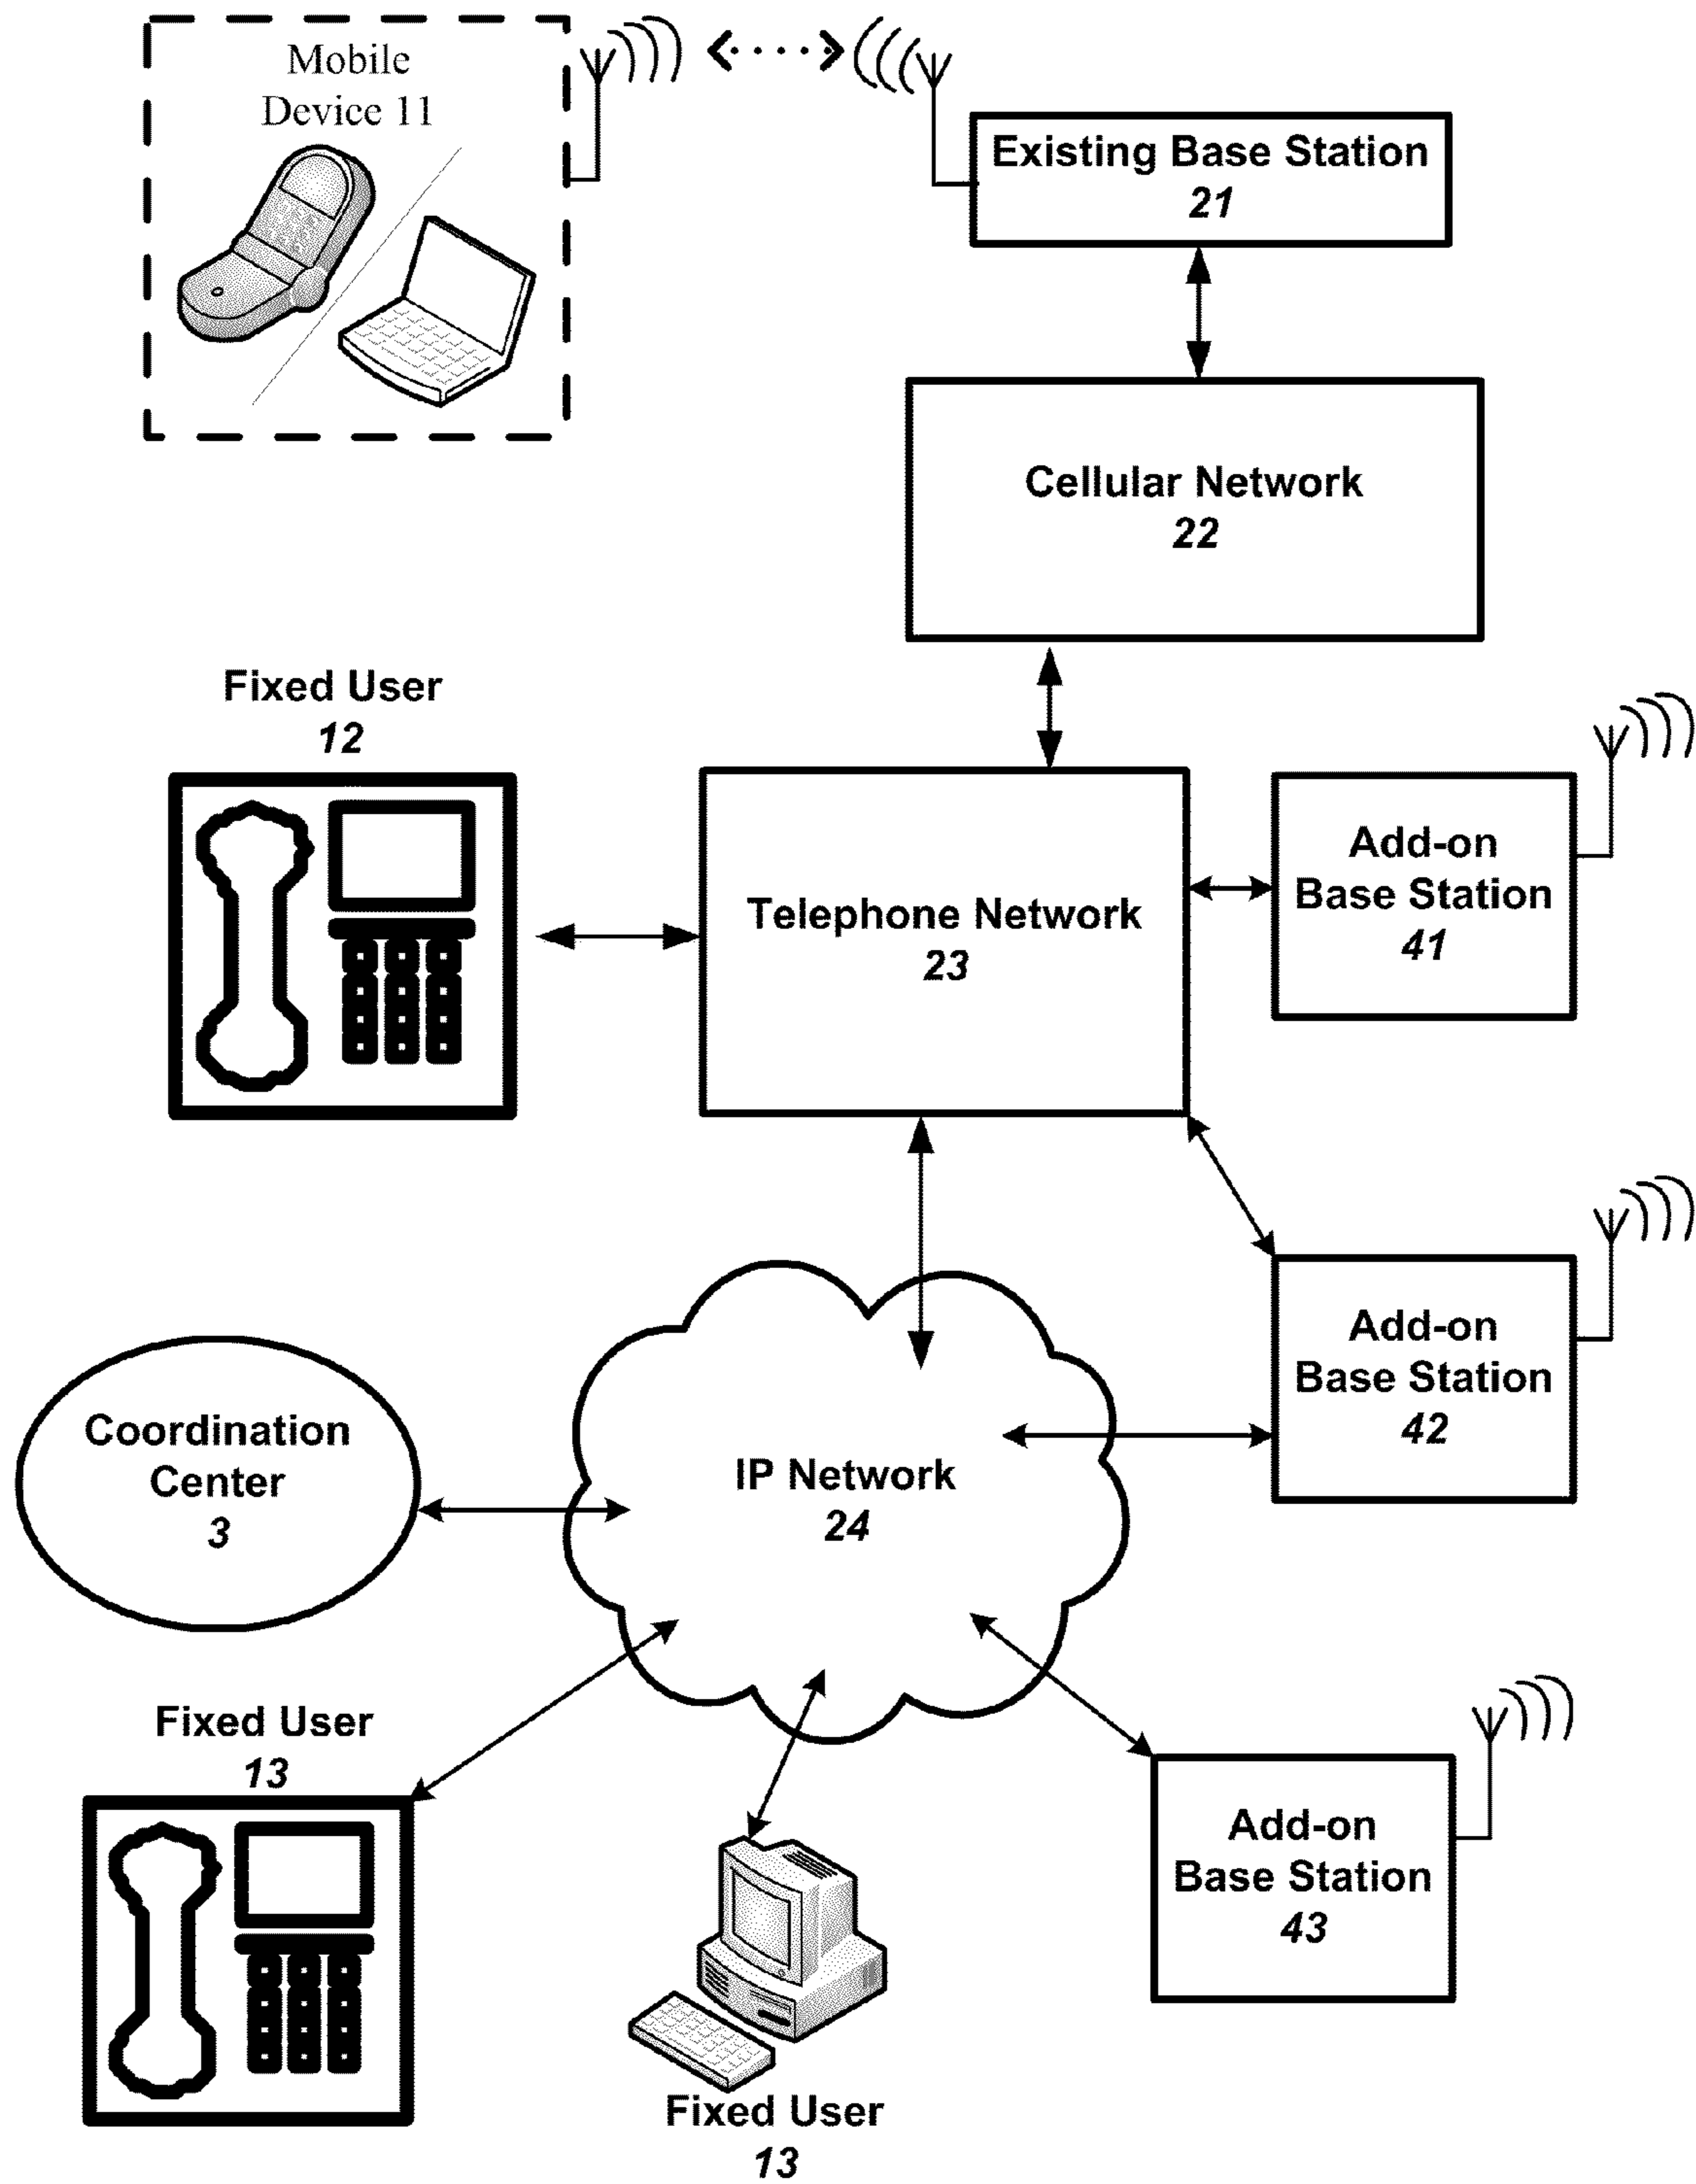 Mobile
Device 11
Existing Base Station
21
Cellular Network
22
Fixed User
12
Telephone Network
23
Add-on
Base Station
41
Add-on
Base Station
42
Coordination
Center
3
IP Network
24
Fixed User
13
Add-on
Base Station
43
Fixed User
13